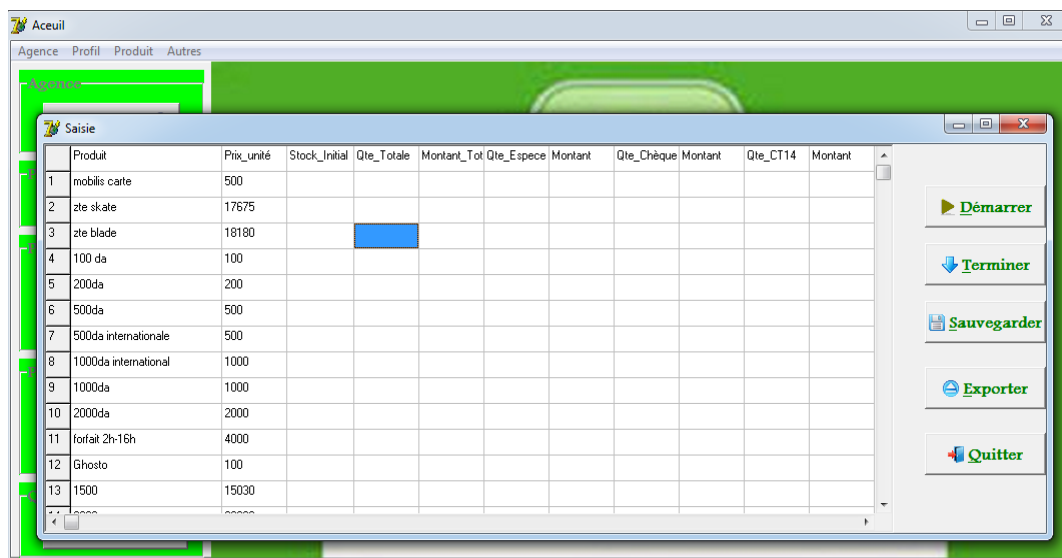 Aceuil
Agence Profil Produit Autres
Agence
Saisie
Produit Prix_unité Stock_Initial Qte_Totale Montant_Tot Qte_Espece Montant Qte_Chèque Montant Qte_CT14 Montant
1 mobilis carte 500
2 zte skate 17675
3 zte blade 18180
4 100 da 100
5 200da 200
6 500da 500
7 500da internationale 500
8 1000da international 1000
9 1000da 1000
10 2000da 2000
11 forfait 2h-16h 4000
12 Ghosto 100
13 1500 15030
Démarrer
Terminer
Sauvegarder
Exporter
Quitter